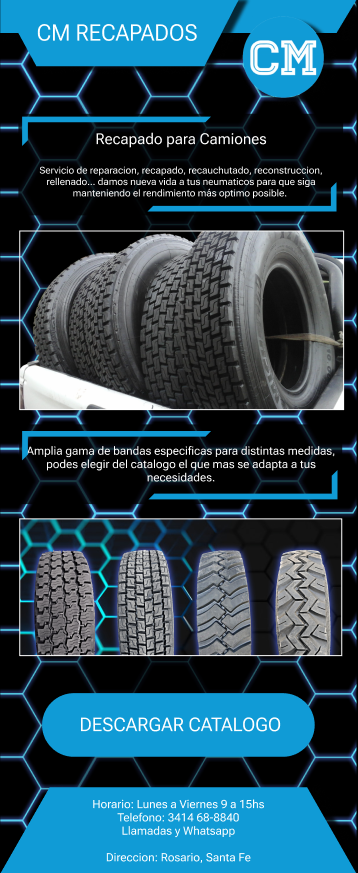 CM RECAPADOS
CM
Recapado para Camiones
Servicio de reparacion, recapado, recauchutado, reconstruccion,
rellenado... damos nueva vida a tus neumaticos para que siga
manteniendo el rendimiento más optimo posible.
Amplia gama de bandas especificas para distintas medidas,
podes elegir del catalogo el que mas se adapta a tus
necesidades.
DESCARGAR CATALOGO
Horario: Lunes a Viernes 9 a 15hs
Telefono: 3414 68-8840
Llamadas y Whatsapp
Direccion: Rosario, Santa Fe